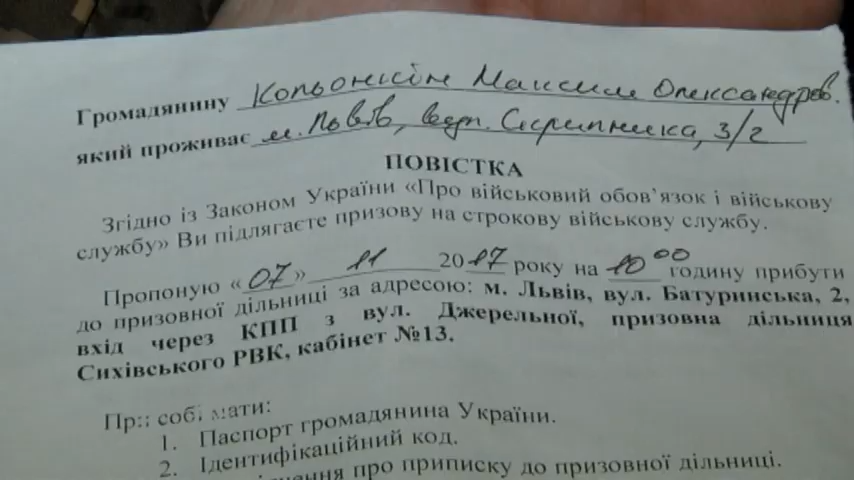 Громадянину Кольонкін Максим Олександров.
який проживає м. Львів, вул. Скрипника, 3/2
ПОВІСТКА
Згідно із Законом України «Про військовий обов’язок і військову
службу» Ви підлягаєте призову на строкову військову службу.
Пропоную «07» 11 2017 року на 10⁰⁰ годину прибути
до призовної дільниці за адресою: м. Львів, вул. Батуринська, 2,
вхід через КПП з вул. Джерельної, призовна дільниця
Сихівського РВК, кабінет №13.
Пр: собі мати:
1. Паспорт громадянина України.
2. Ідентифікаційний код.
про приписку до призовної дільниці.